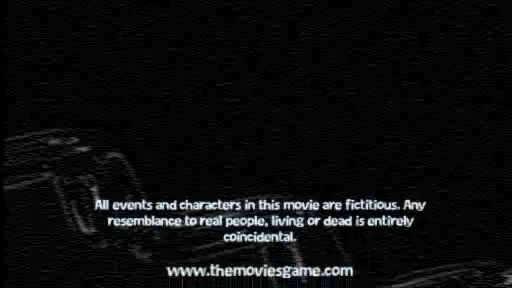 All events and characters in this movie are fictitious. Any
resemblance to real people, living or dead is entirely
coincidental.
www.themoviesgame.com